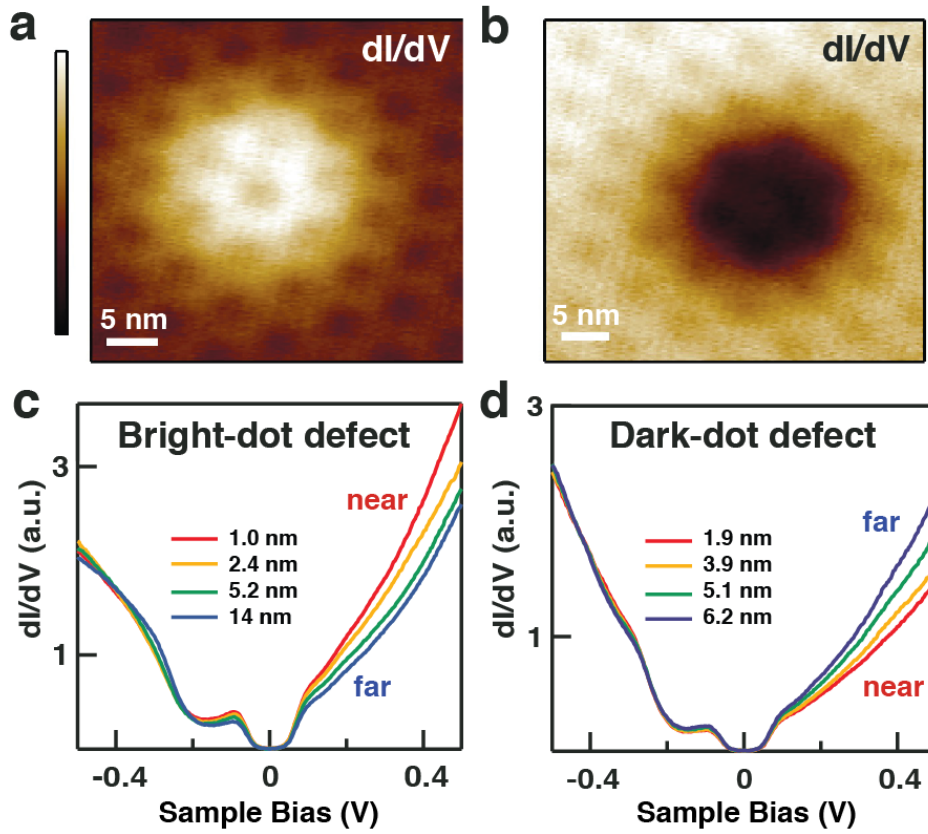 a
dI/dV
5 nm
b
dI/dV
5 nm
c
Bright-dot defect
near
1.0 nm
2.4 nm
5.2 nm
14 nm
far
3
1
dI/dV (a.u.)
-0.4
0
0.4
Sample Bias (V)
d
Dark-dot defect
far
1.9 nm
3.9 nm
5.1 nm
6.2 nm
near
3
1
dI/dV (a.u.)
-0.4
0
0.4
Sample Bias (V)